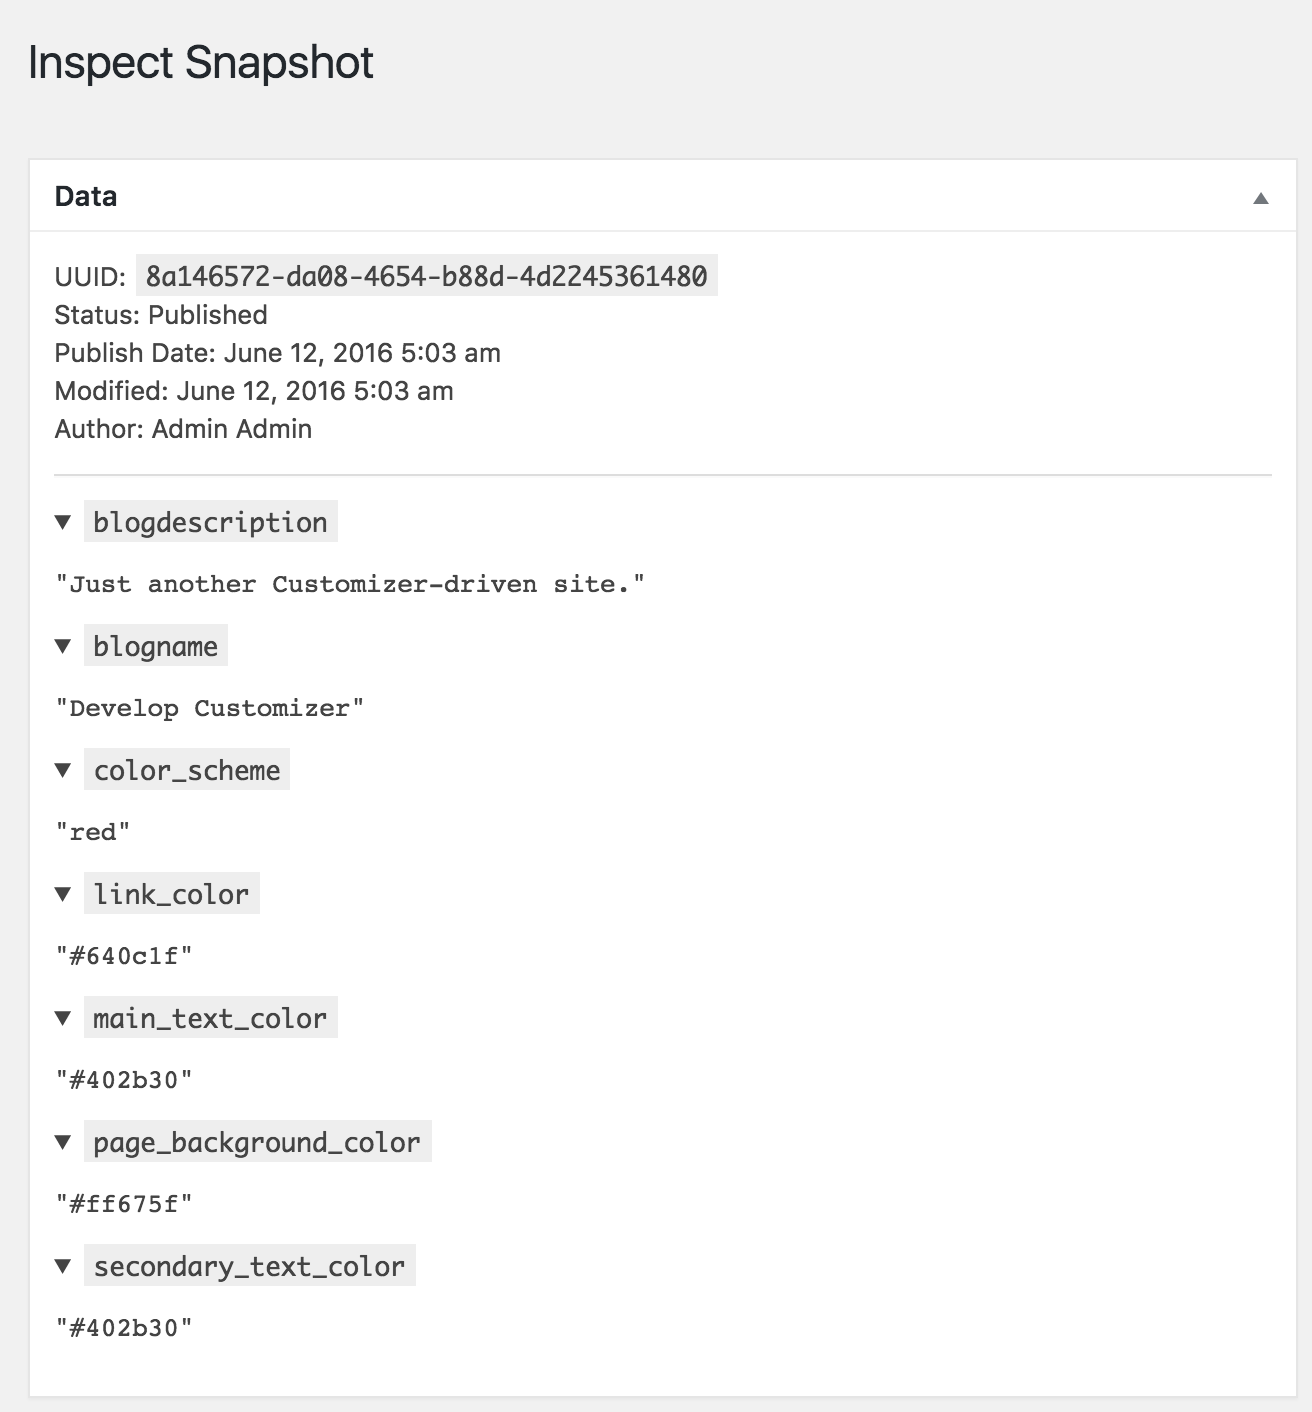 Inspect Snapshot
Data
UUID: 8a146572-da08-4654-b88d-4d2245361480
Status: Published
Publish Date: June 12, 2016 5:03 am
Modified: June 12, 2016 5:03 am
Author: Admin Admin
blogdescription
"Just another Customizer-driven site."
blogname
"Develop Customizer"
color_scheme
"red"
link_color
"#640c1f"
main_text_color
"#402b30"
page_background_color
"#ff675f"
secondary_text_color
"#402b30"